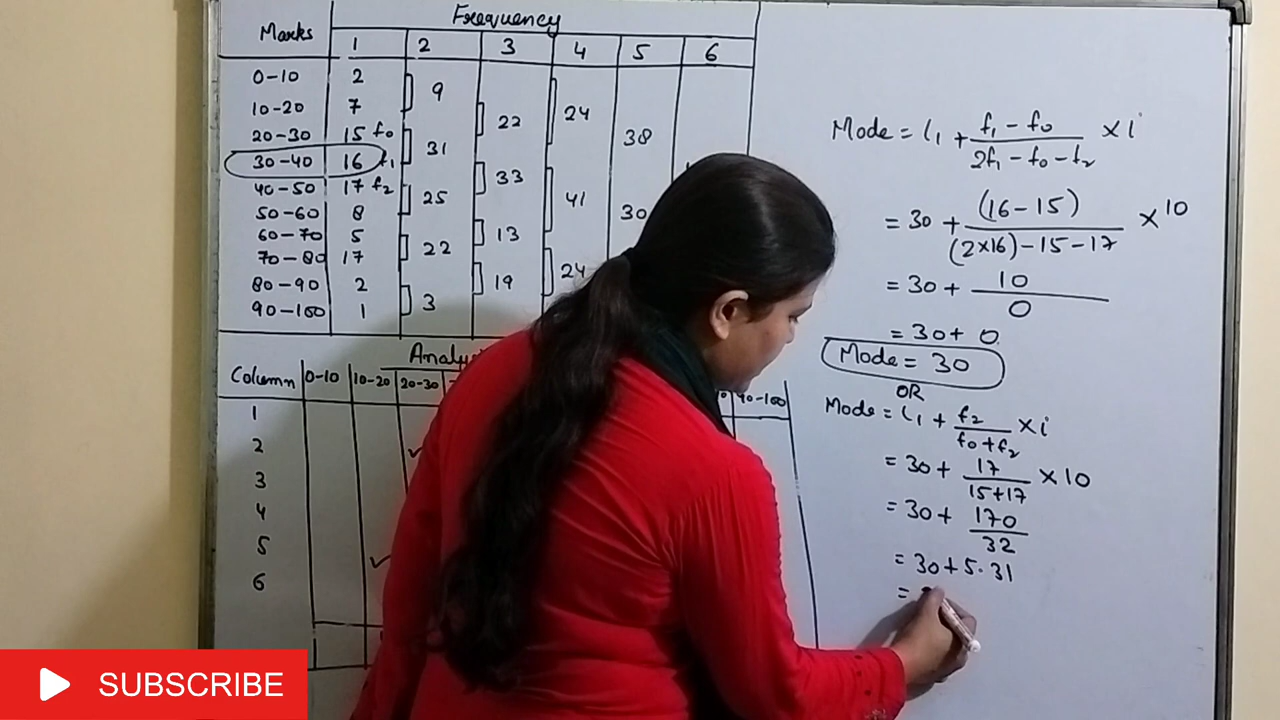 Frequency
Marks 1 2 3 4 5 6
0-10 2
9
10-20 7
22 24
20-30 15 f₀
31 38
30-40 16 f₁
33
40-50 17 f₂
25 41
50-60 8
30
60-70 5
22 13
70-80 17
24
80-90 2
19
90-100 1
3
Column 0-10 10-20 20-30 90-100
1
2 ✓
3
4
5 ✓
6
Mode = l₁ + (f₁ - f₀)/(2f₁ - f₀ - f₂) × i
= 30 + (16-15)/((2×16)-15-17) × 10
= 30 + 10/0
= 30 + 0
Mode = 30
OR
Mode = l₁ + f₂/(f₀+f₂) × i
= 30 + 17/(15+17) × 10
= 30 + 170/32
= 30 + 5.31
=
SUBSCRIBE